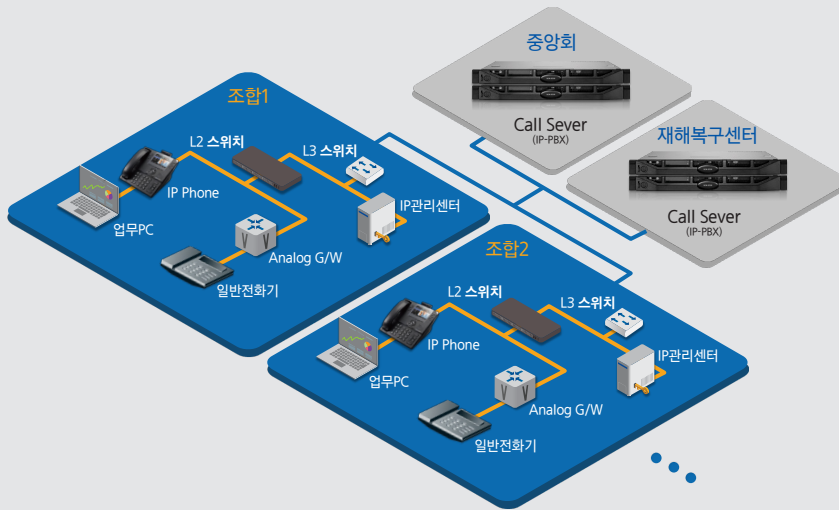 중앙회
Call Sever
(IP-PBX)
재해복구센터
Call Sever
(IP-PBX)
조합1
L2 스위치
L3 스위치
IP Phone
IP관리센터
업무PC
Analog G/W
일반전화기
조합2
L2 스위치
L3 스위치
IP Phone
IP관리센터
업무PC
Analog G/W
일반전화기